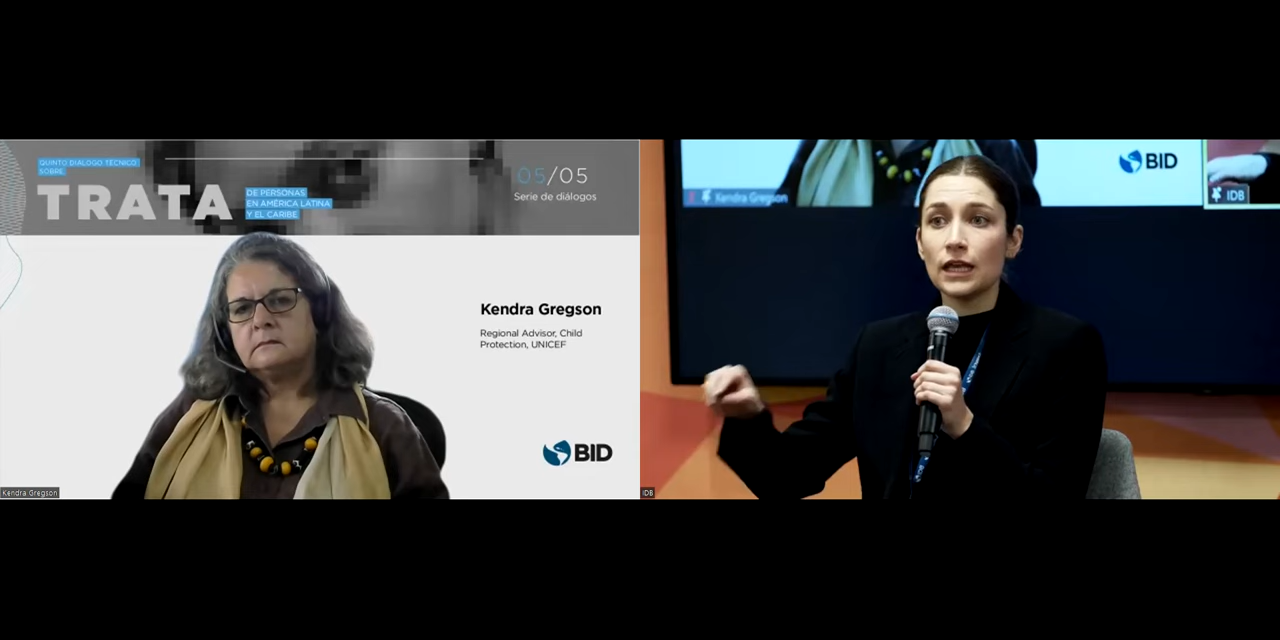 QUINTO DIALOGO TÉCNICO
SOBRE
TRATA
DE PERSONAS
EN AMÉRICA LATINA
Y EL CARIBE
05/05
Serie de diálogos
Kendra Gregson
Regional Advisor, Child
Protection, UNICEF
BID
Kendra Gregson
BID
Kendra Gregson
IDB
IDB